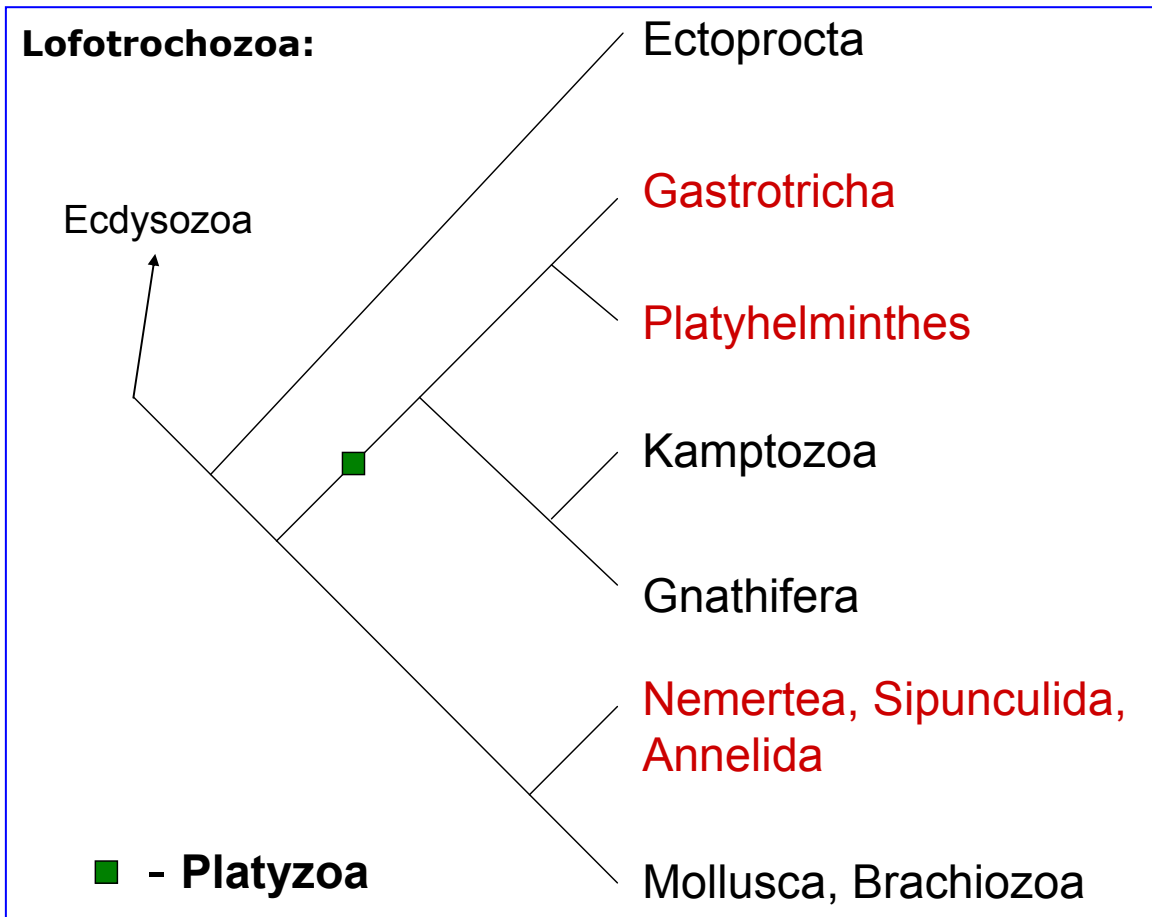 Lofotrochozoa:
Ectoprocta
Gastrotricha
Ecdysozoa
Platyhelminthes
Kamptozoa
Gnathifera
Nemertea, Sipunculida,
Annelida
- Platyzoa
Mollusca, Brachiozoa